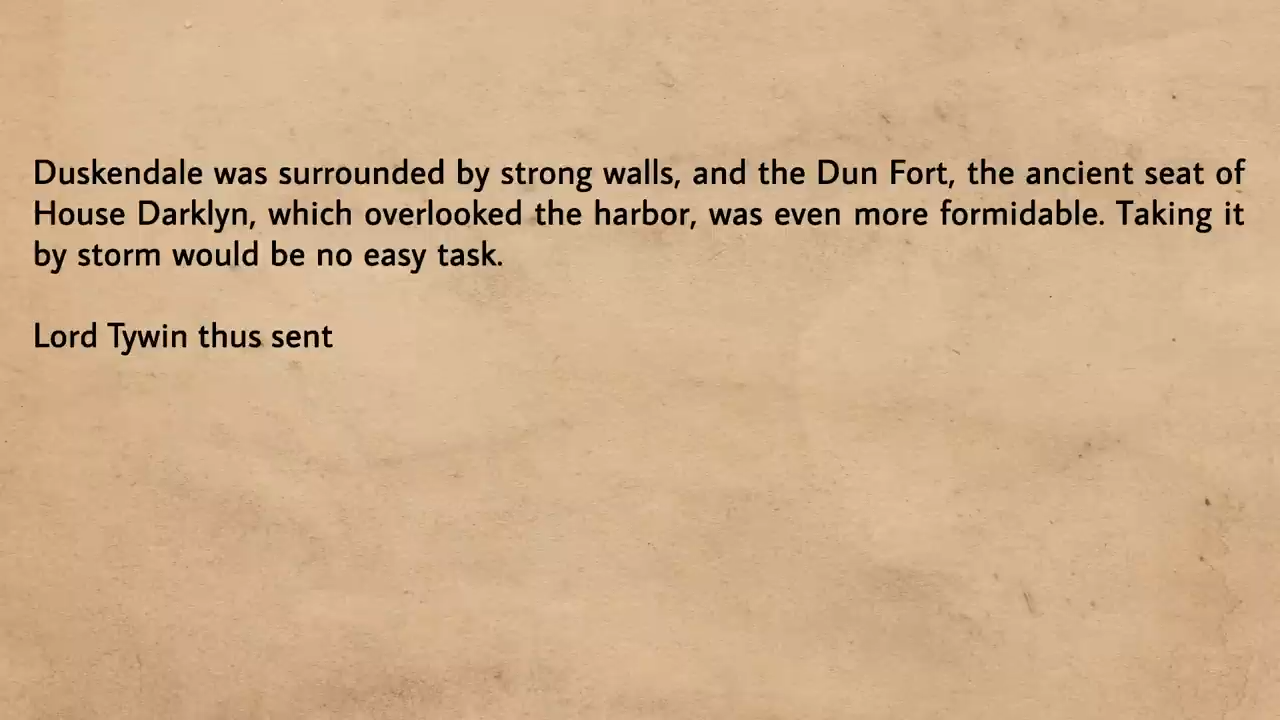 Duskendale was surrounded by strong walls, and the Dun Fort, the ancient seat of
House Darklyn, which overlooked the harbor, was even more formidable. Taking it
by storm would be no easy task.
Lord Tywin thus sent